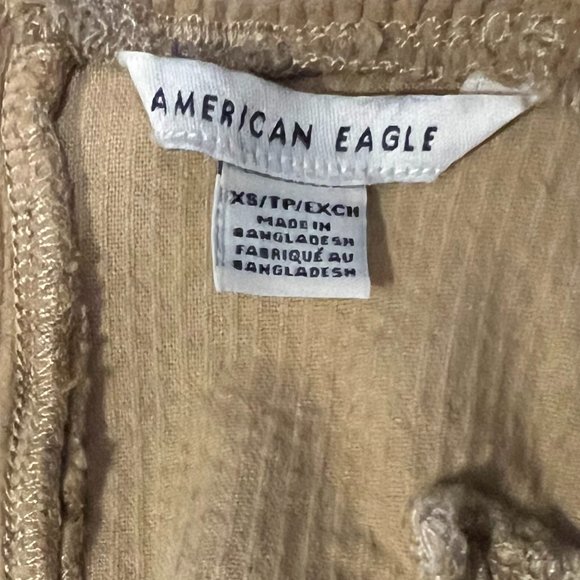 AMERICAN EAGLE
XS/TP/EXCH
MADE IN
BANGLADESH
FABRIQUÉ AU
BANGLADESH